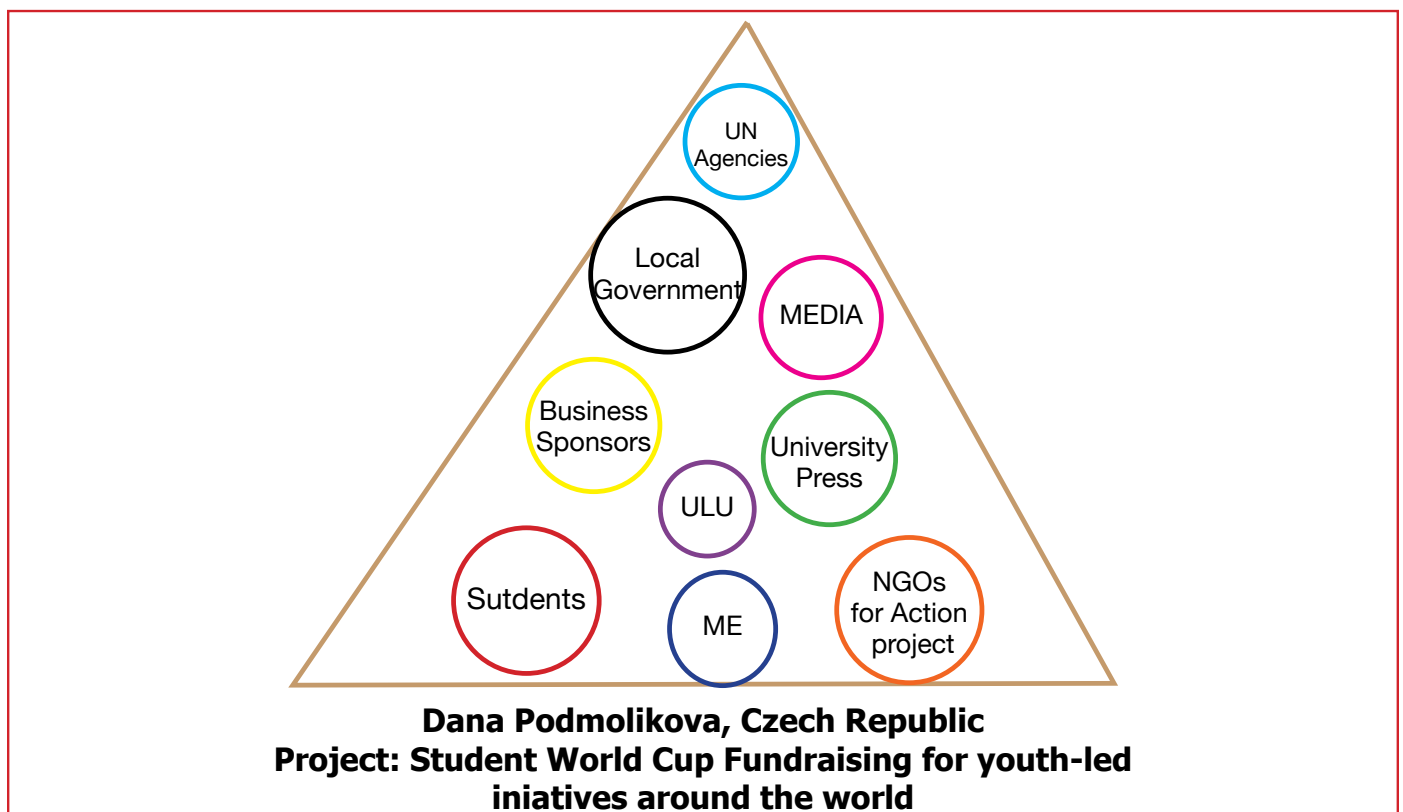 UN
Agencies
Local
Government
MEDIA
Business
Sponsors
University
Press
ULU
Sutdents
ME
NGOs
for Action
project
Dana Podmolikova, Czech Republic
Project: Student World Cup Fundraising for youth-led
iniatives around the world